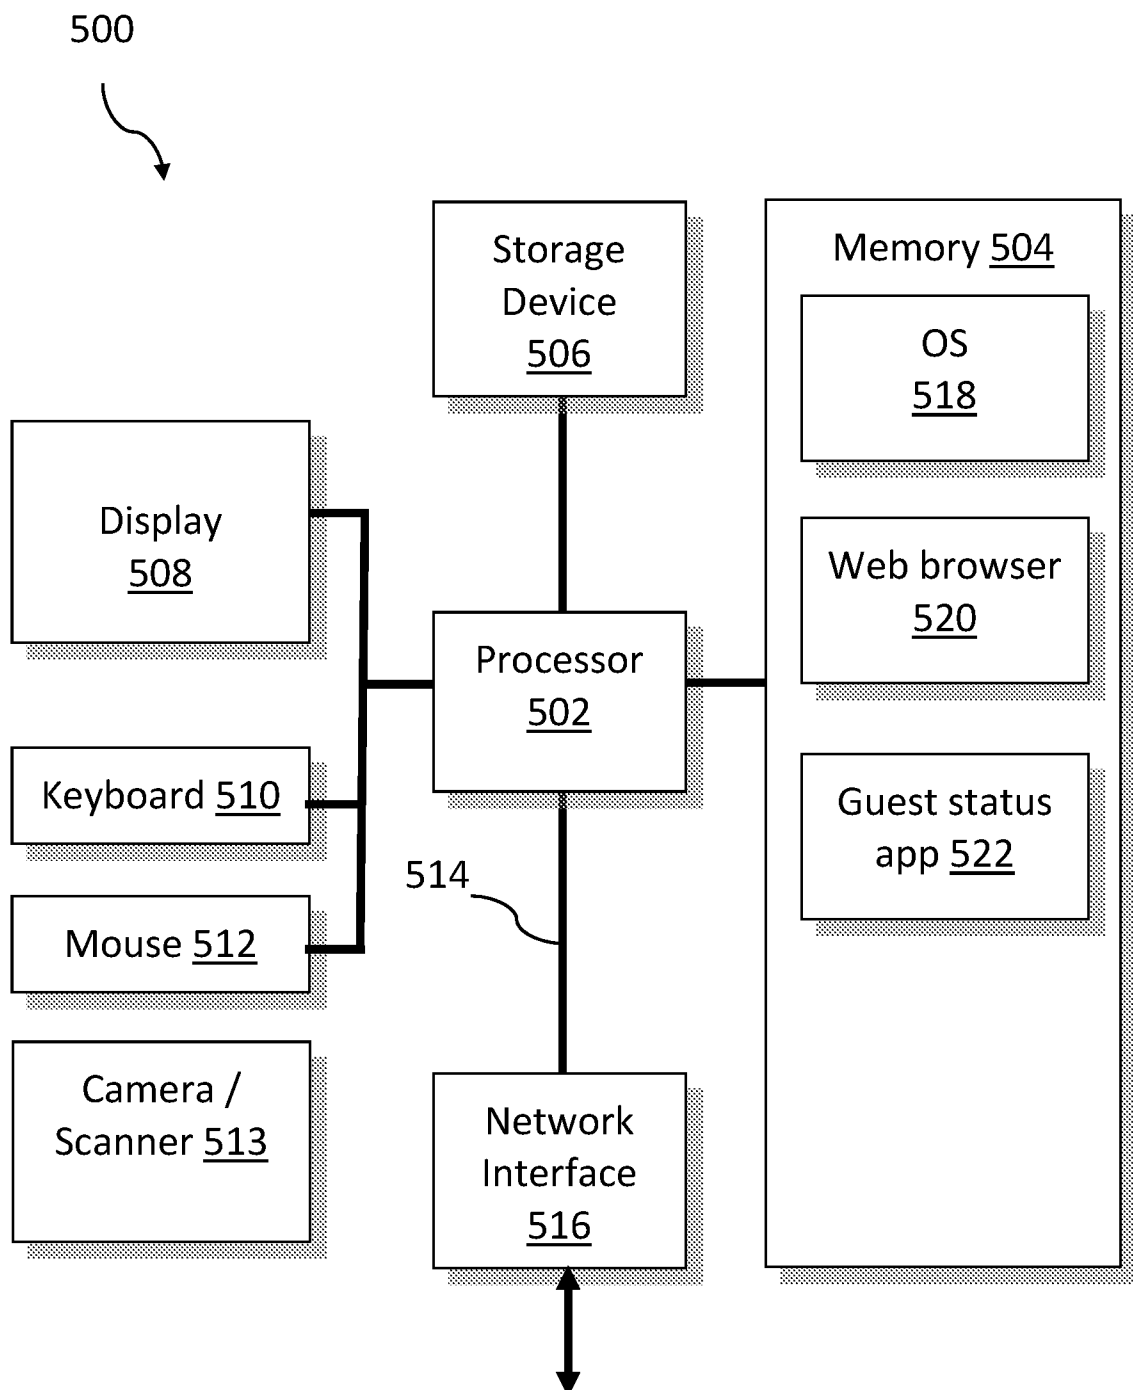 500
Storage
Device
506
Memory 504
OS
518
Display
508
Web browser
520
Processor
502
Keyboard 510
Guest status
app 522
514
Mouse 512
Camera /
Scanner 513
Network
Interface
516